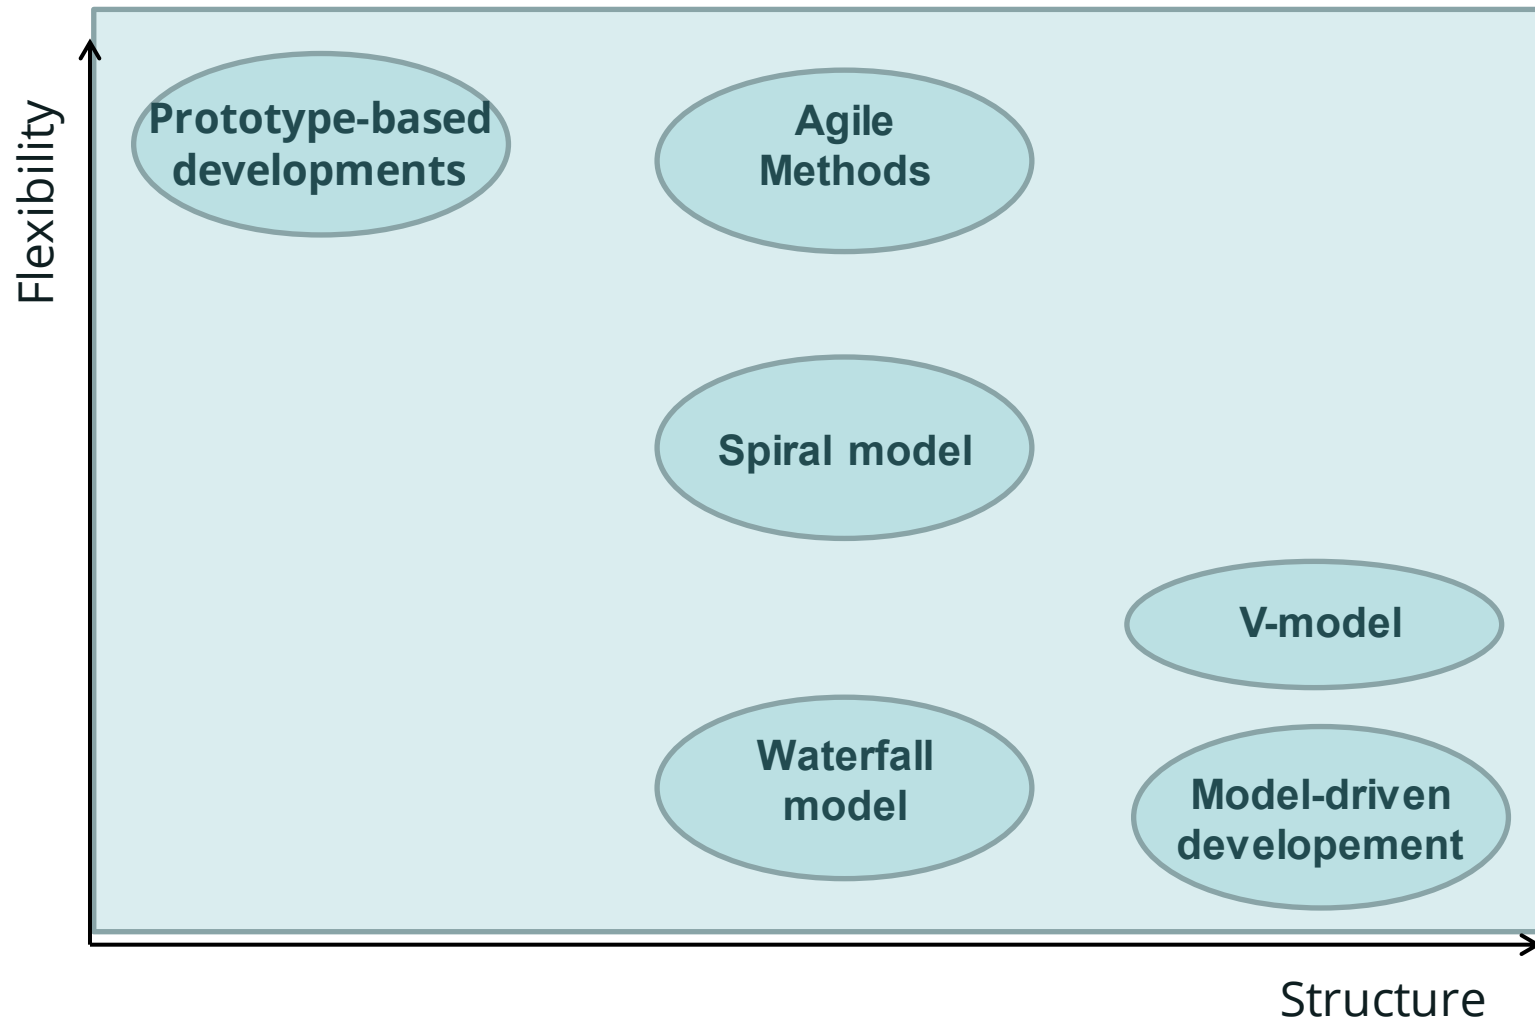 Flexibility
Prototype-based
developments
Agile
Methods
Spiral model
V-model
Waterfall
model
Model-driven
developement
Structure